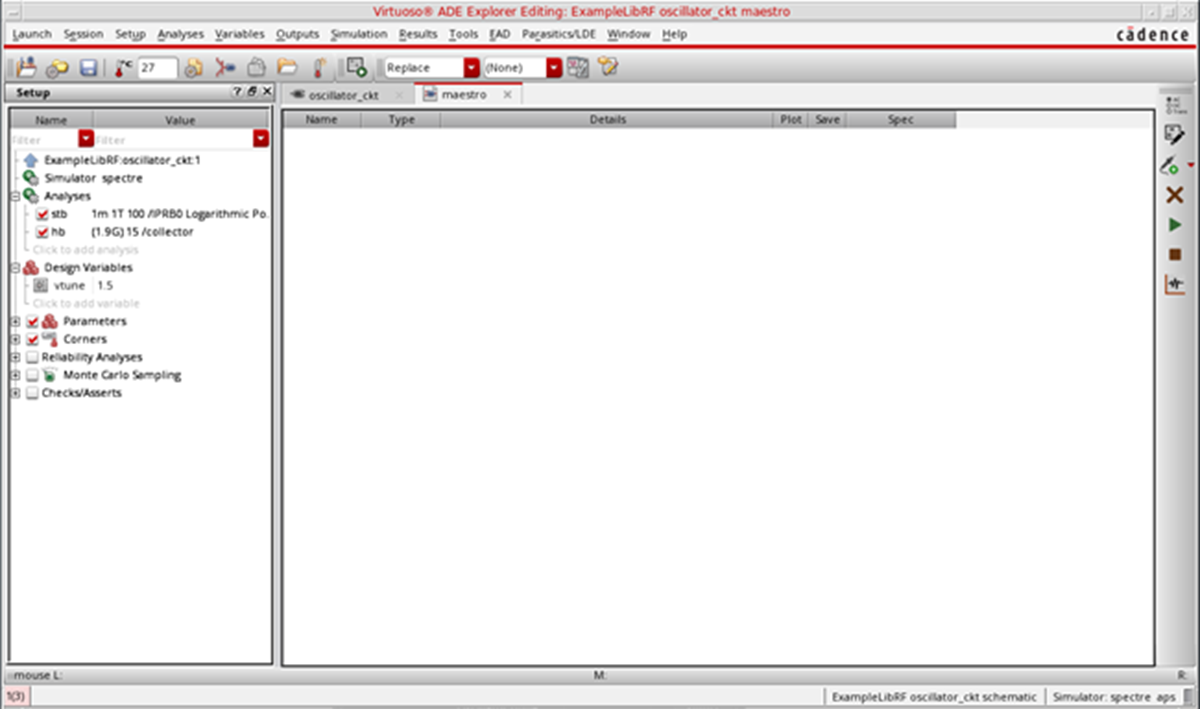 Virtuoso® ADE Explorer Editing: ExampleLibRF oscillator_ckt maestro
Launch Session Setup Analyses Variables Outputs Simulation Results Tools EAD Parasitics/LDE Window Help
cādence
27 Replace (None)
Setup
oscillator_ckt maestro
Name Value
Name Type Details Plot Save Spec
Filter Filter
ExampleLibRF:oscillator_ckt:1
Simulator spectre
Analyses
stb 1m 1T 100 /IPRB0 Logarithmic Po
hb (1.9G) 15 /collector
Click to add analysis
Design Variables
vtune 1.5
Click to add variable
Parameters
Corners
Reliability Analyses
Monte Carlo Sampling
Checks/Asserts
mouse L: M: R:
1(3) ExampleLibRF oscillator_ckt schematic Simulator: spectre aps